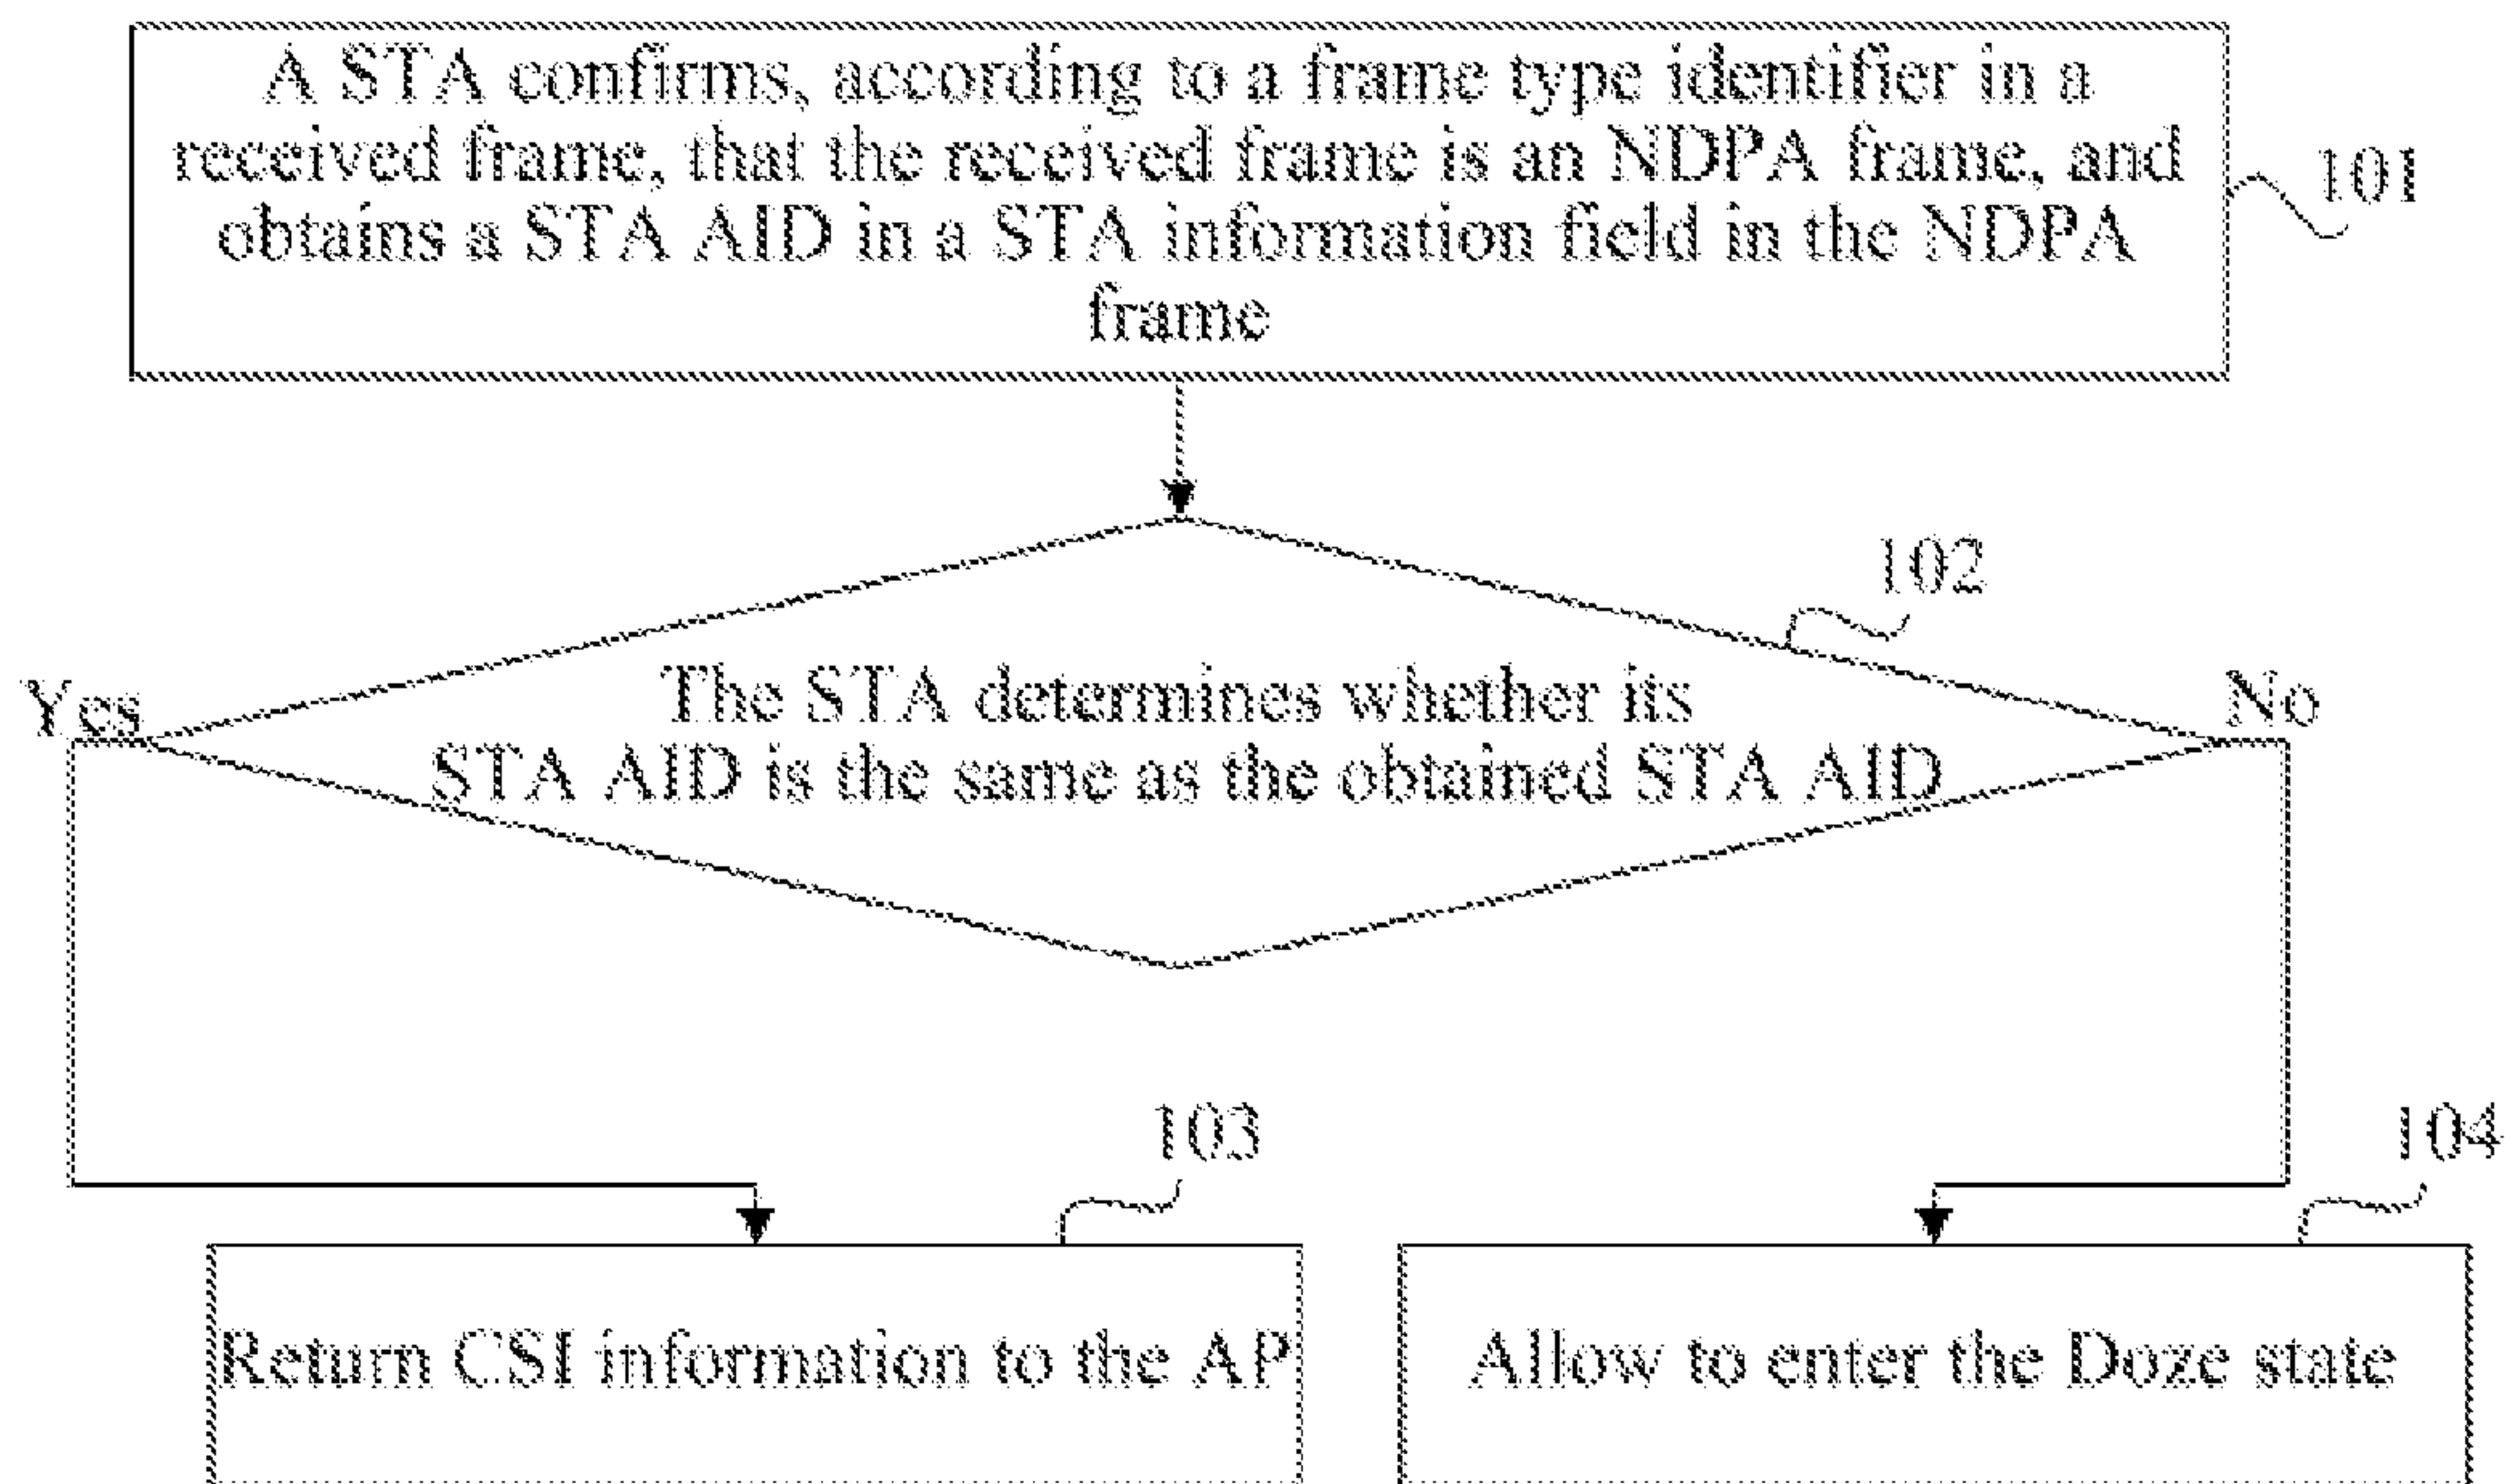 A STA confirms, according to a frame type identifier in a
received frame, that the received frame is an NDPA frame, and
obtains a STA AID in a STA information field in the NDPA
frame
101
102
Yes
No
The STA determines whether its
STA AID is the same as the obtained STA AID
103
104
Return CSI information to the AP
Allow to enter the Doze state